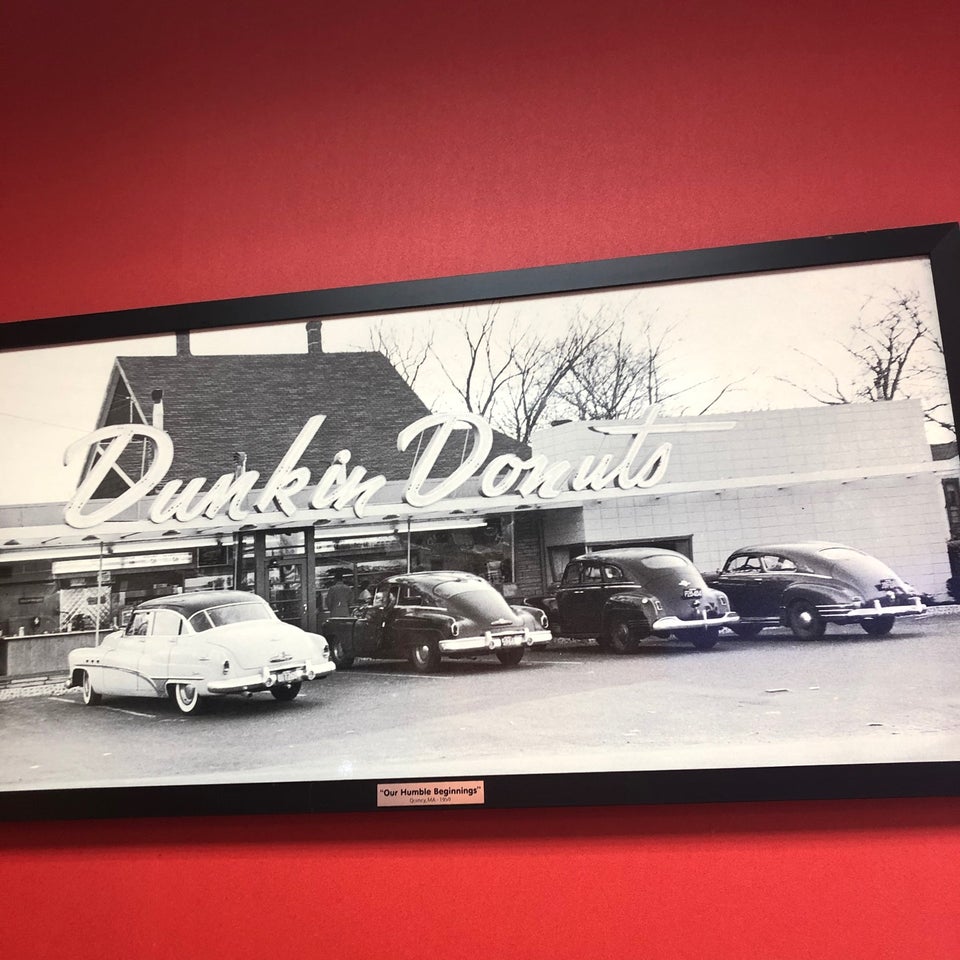 Dunkin Donuts
"Our Humble Beginnings"
Quincy, MA - 1950